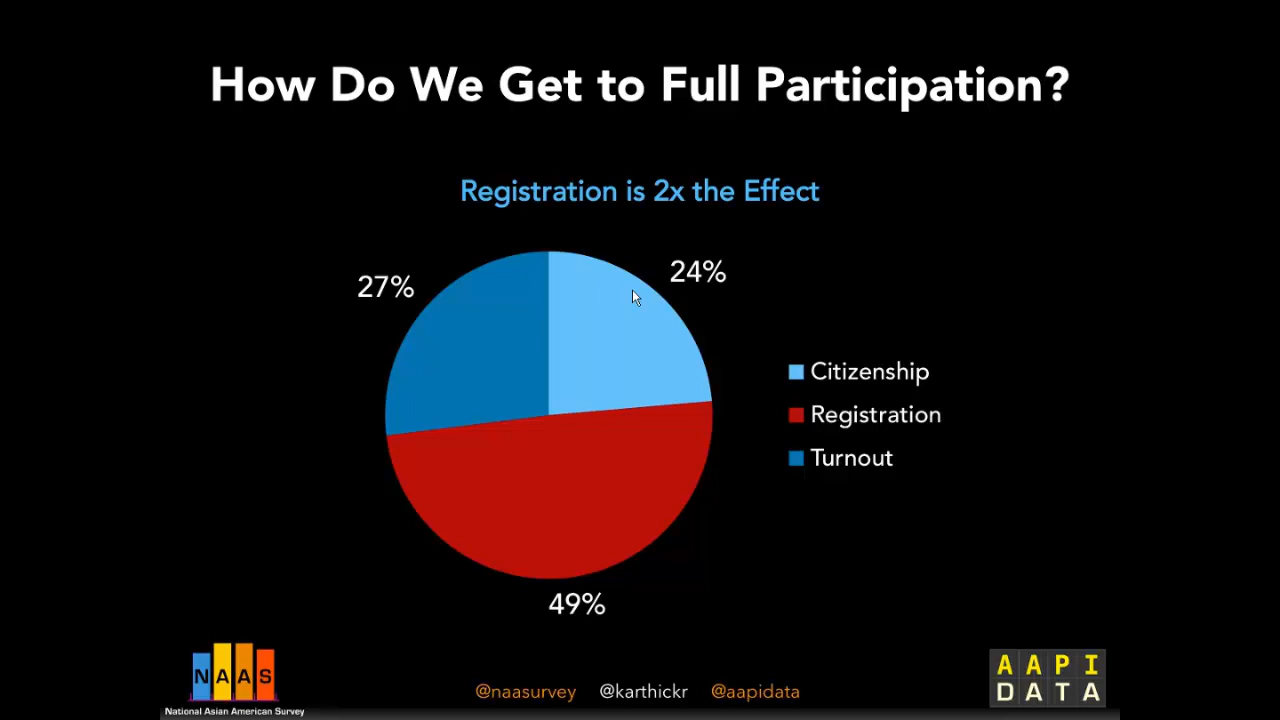 How Do We Get to Full Participation?
Registration is 2x the Effect
27%
24%
Citizenship
Registration
Turnout
49%
NAAS
National Asian American Survey
@naasurvey @karthickr @aapidata
AAPI
DATA